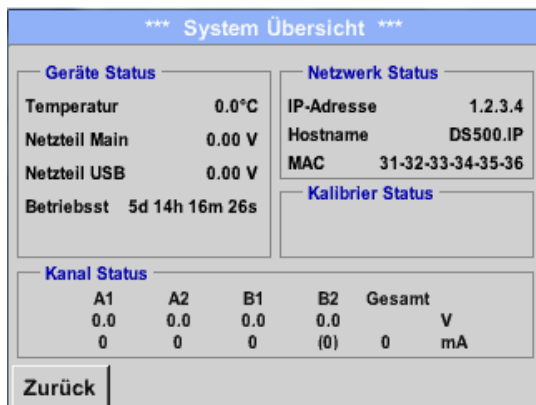 *** System Übersicht ***
Geräte Status
Temperatur 0.0°C
Netzteil Main 0.00 V
Netzteil USB 0.00 V
Betriebsst 5d 14h 16m 26s
Netzwerk Status
IP-Adresse 1.2.3.4
Hostname DS500.IP
MAC 31-32-33-34-35-36
Kalibrier Status
Kanal Status
A1 A2 B1 B2 Gesamt
0.0 0.0 0.0 0.0 V
0 0 0 (0) 0 mA
Zurück